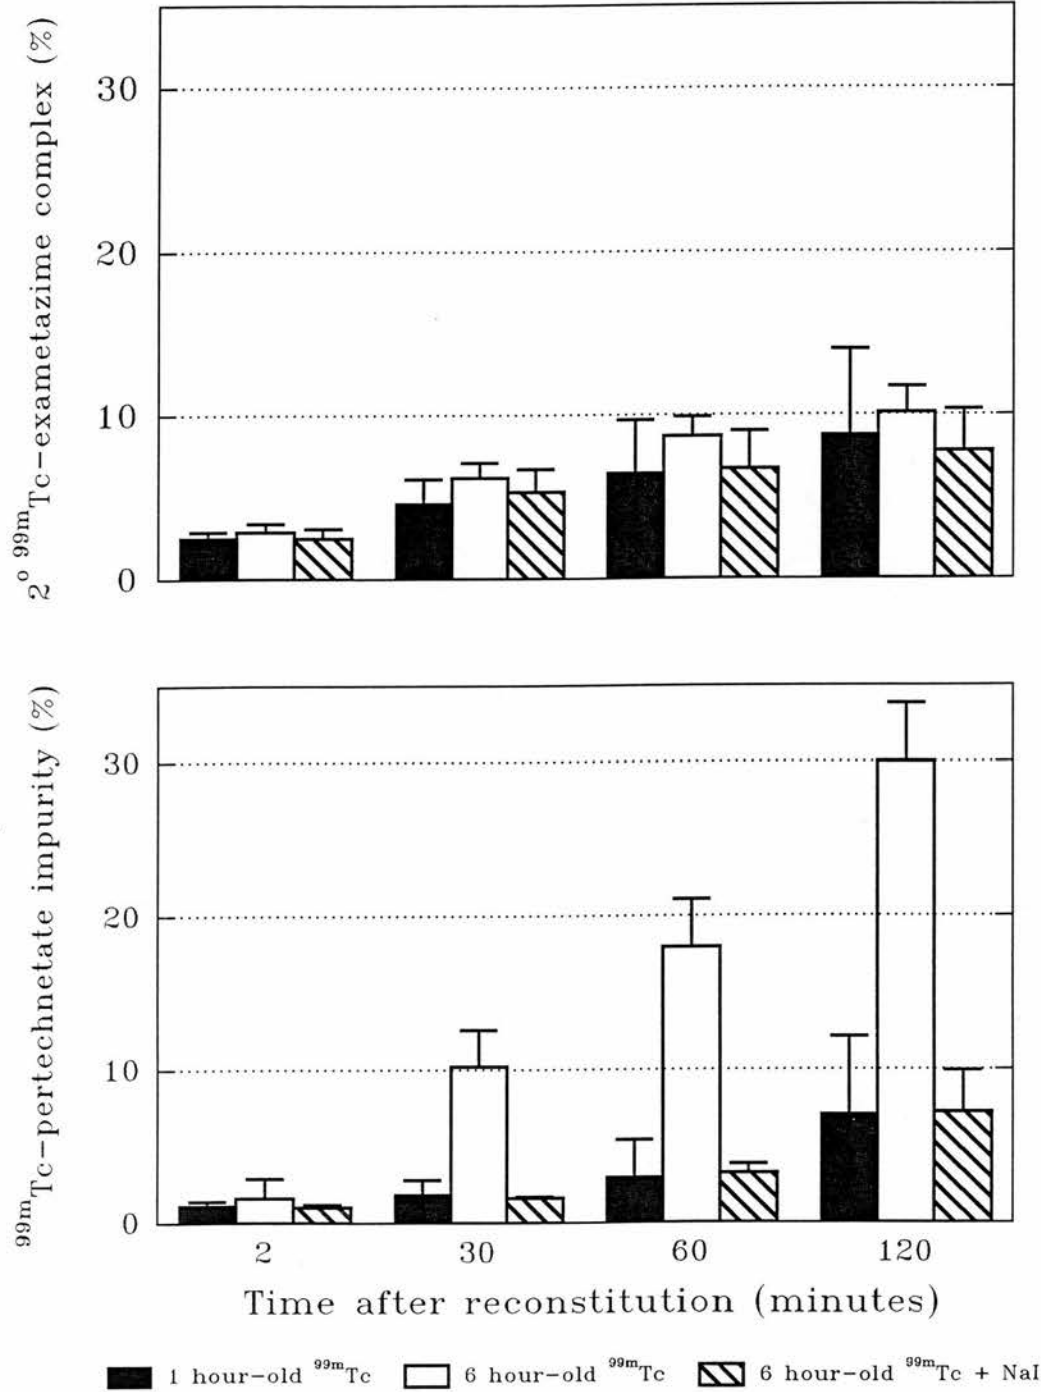 2° 99mTc-exametazime complex (%)
30
20
10
0
99mTc-pertechnetate impurity (%)
30
20
10
0
2 30 60 120
Time after reconstitution (minutes)
1 hour-old 99mTc 6 hour-old 99mTc 6 hour-old 99mTc + NaI